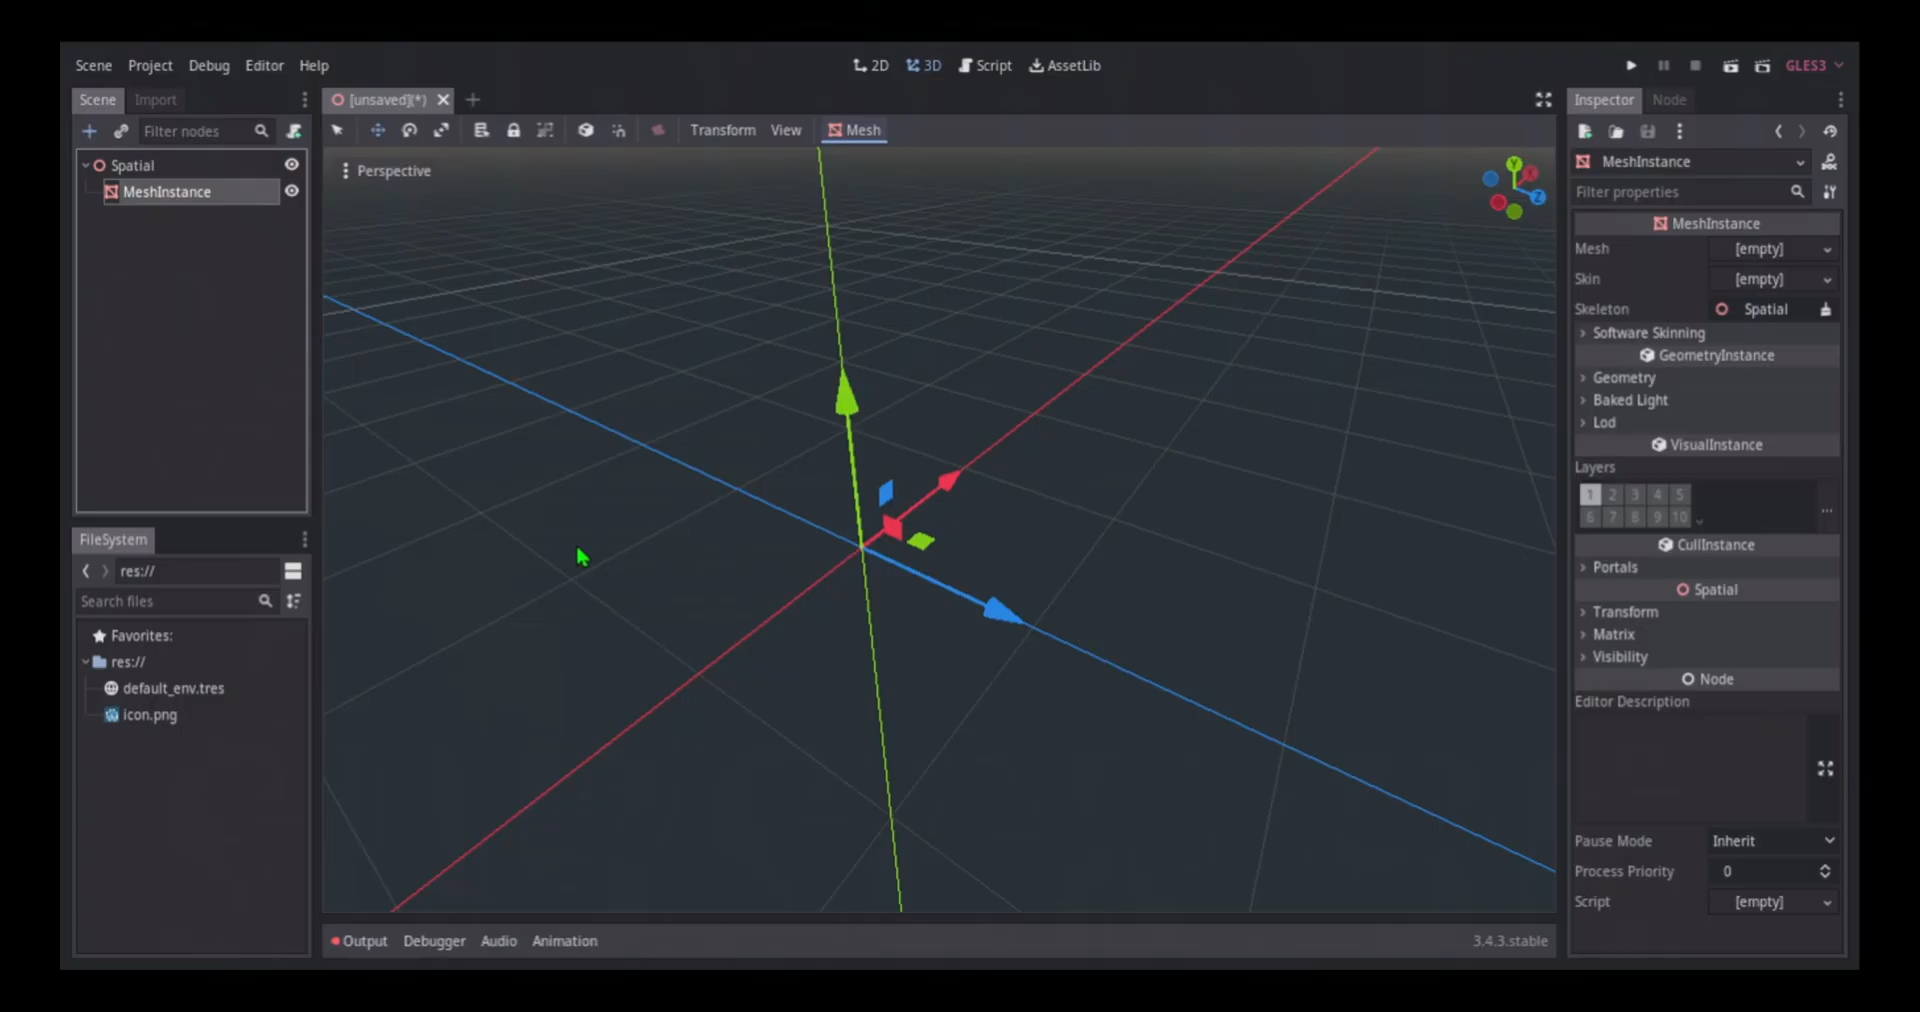 Scene Project Debug Editor Help
2D 3D Script AssetLib
GLES3
Scene Import
Filter nodes
Spatial
MeshInstance
FileSystem
res://
Search files
Favorites:
res://
default_env.tres
icon.png
[unsaved](*)
Transform View Mesh
Perspective
Y
X
Z
Output Debugger Audio Animation
3.4.3.stable
Inspector Node
MeshInstance
Filter properties
MeshInstance
Mesh [empty]
Skin [empty]
Skeleton Spatial
Software Skinning
GeometryInstance
Geometry
Baked Light
Lod
VisualInstance
Layers
1 2 3 4 5
6 7 8 9 10
...
CullInstance
Portals
Spatial
Transform
Matrix
Visibility
Node
Editor Description
Pause Mode Inherit
Process Priority 0
Script [empty]